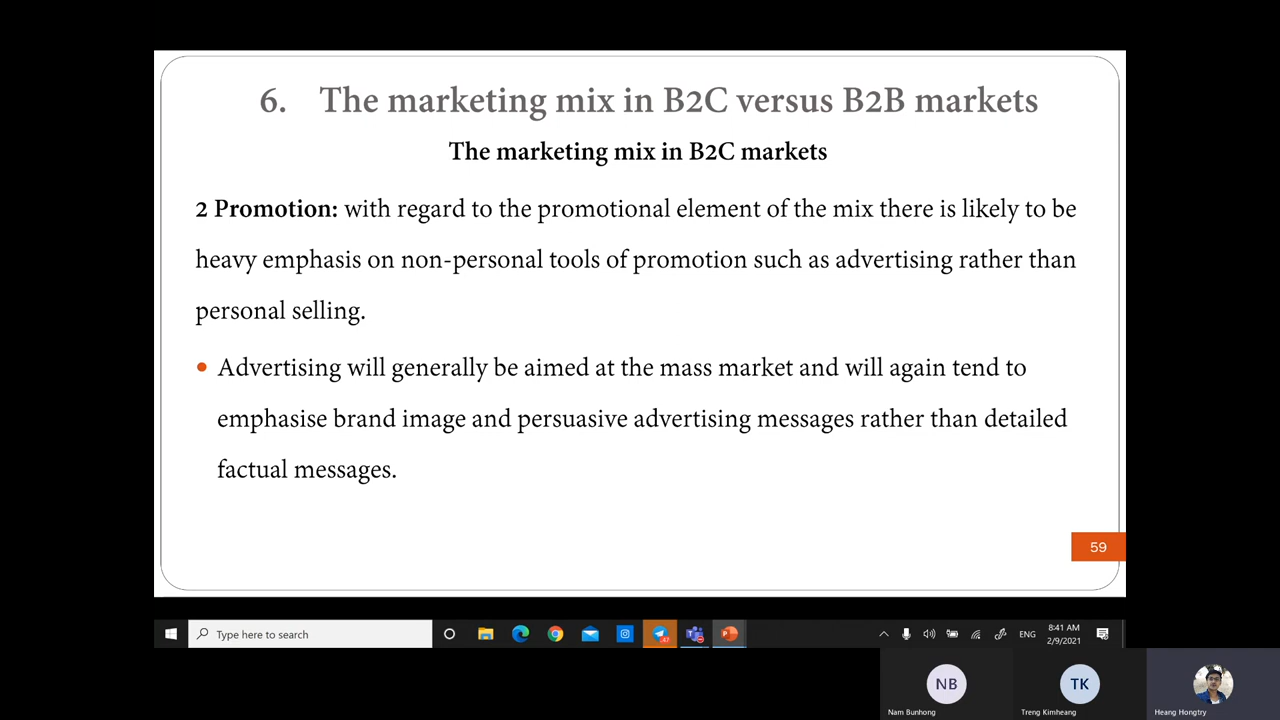 6. The marketing mix in B2C versus B2B markets
The marketing mix in B2C markets
2 Promotion: with regard to the promotional element of the mix there is likely to be
heavy emphasis on non-personal tools of promotion such as advertising rather than
personal selling.
• Advertising will generally be aimed at the mass market and will again tend to
emphasise brand image and persuasive advertising messages rather than detailed
factual messages.
59
Type here to search
ENG
8:41 AM
2/9/2021
NB
TK
Nam Bunhong
Treng Kimheang
Heang Hongtry